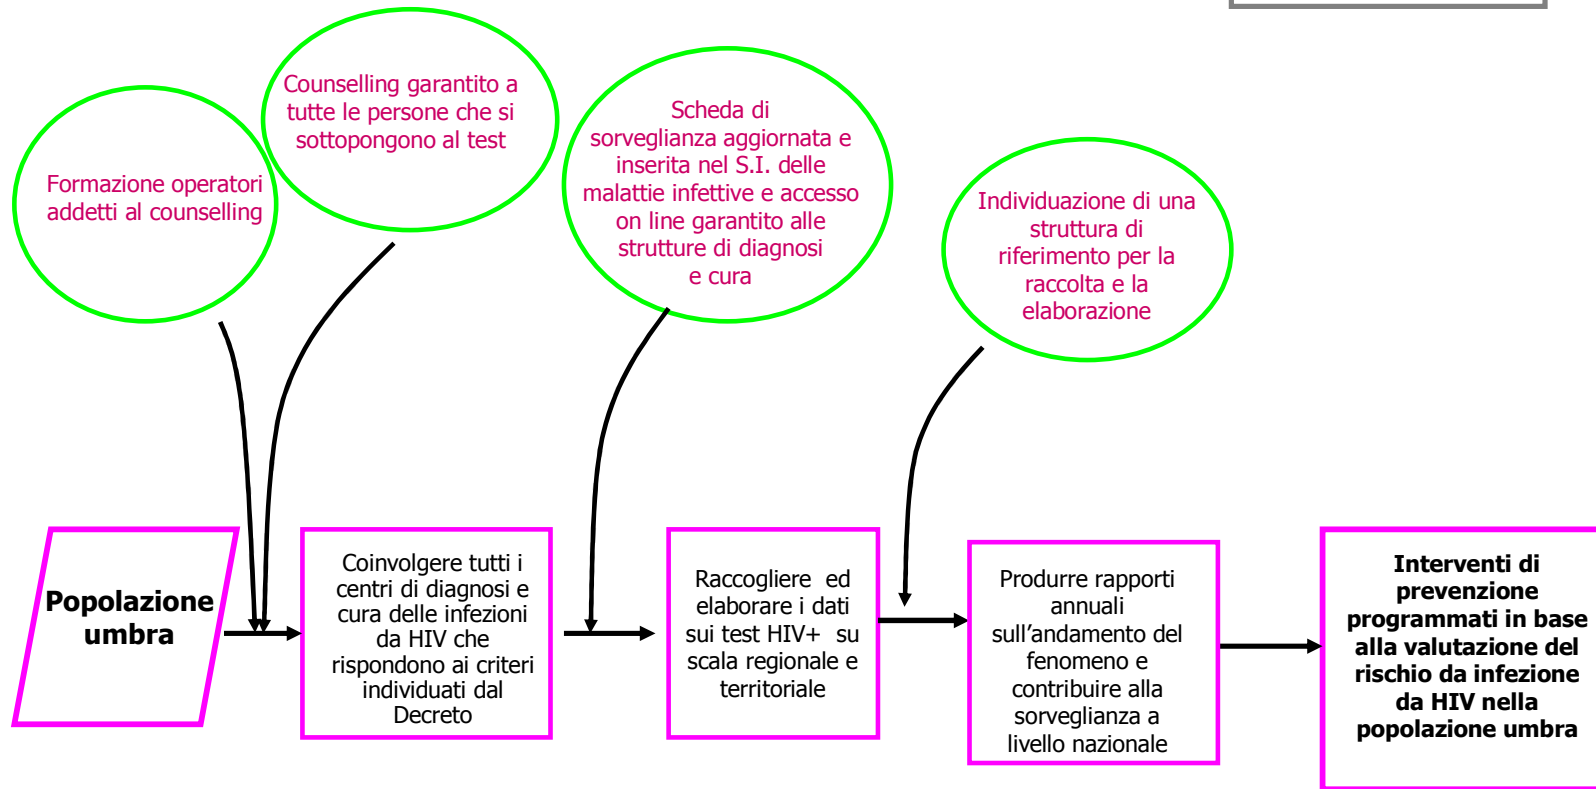 Counselling garantito a
tutte le persone che si
sottopongono al test
Formazione operatori
addetti al counselling
Scheda di
sorveglianza aggiornata e
inserita nel S.I. delle
malattie infettive e accesso
on line garantito alle
strutture di diagnosi
e cura
Individuazione di una
struttura di
riferimento per la
raccolta e la
elaborazione
Popolazione
umbra
Coinvolgere tutti i
centri di diagnosi e
cura delle infezioni
da HIV che
rispondono ai criteri
individuati dal
Decreto
Raccogliere ed
elaborare i dati
sui test HIV+ su
scala regionale e
territoriale
Produrre rapporti
annuali
sull'andamento del
fenomeno e
contribuire alla
sorveglianza a
livello nazionale
Interventi di
prevenzione
programmati in base
alla valutazione del
rischio da infezione
da HIV nella
popolazione umbra